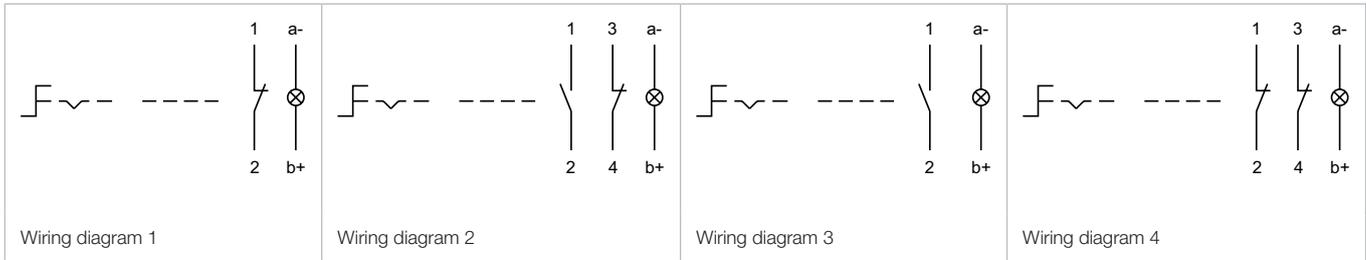 1 a-
2 b+
Wiring diagram 1
1 3 a-
2 4 b+
Wiring diagram 2
1 a-
2 b+
Wiring diagram 3
1 3 a-
2 4 b+
Wiring diagram 4